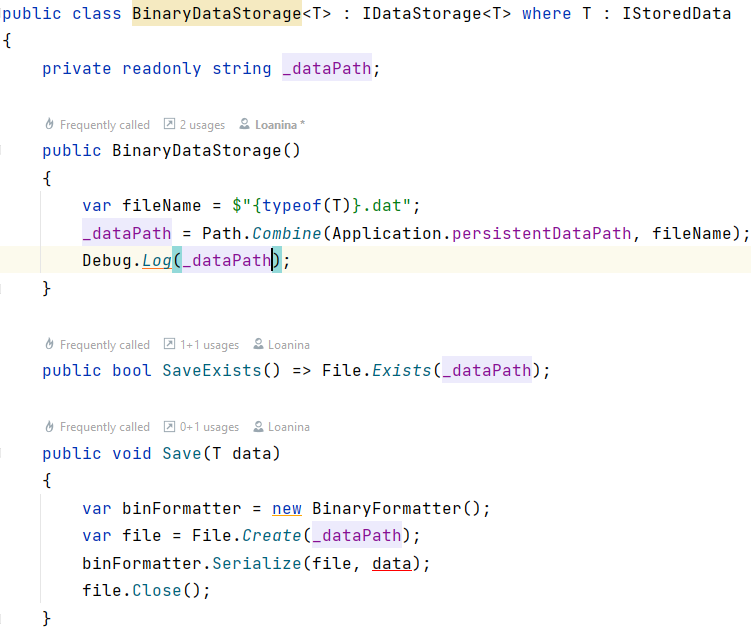 public class BinaryDataStorage<T> : IDataStorage<T> where T : IStoredData
{
private readonly string _dataPath;
Frequently called 2 usages Loanina *
public BinaryDataStorage()
{
var fileName = $"{typeof(T)}.dat";
_dataPath = Path.Combine(Application.persistentDataPath, fileName);
Debug.Log(_dataPath);
}
Frequently called 1+1 usages Loanina
public bool SaveExists() => File.Exists(_dataPath);
Frequently called 0+1 usages Loanina
public void Save(T data)
{
var binFormatter = new BinaryFormatter();
var file = File.Create(_dataPath);
binFormatter.Serialize(file, data);
file.Close();
}